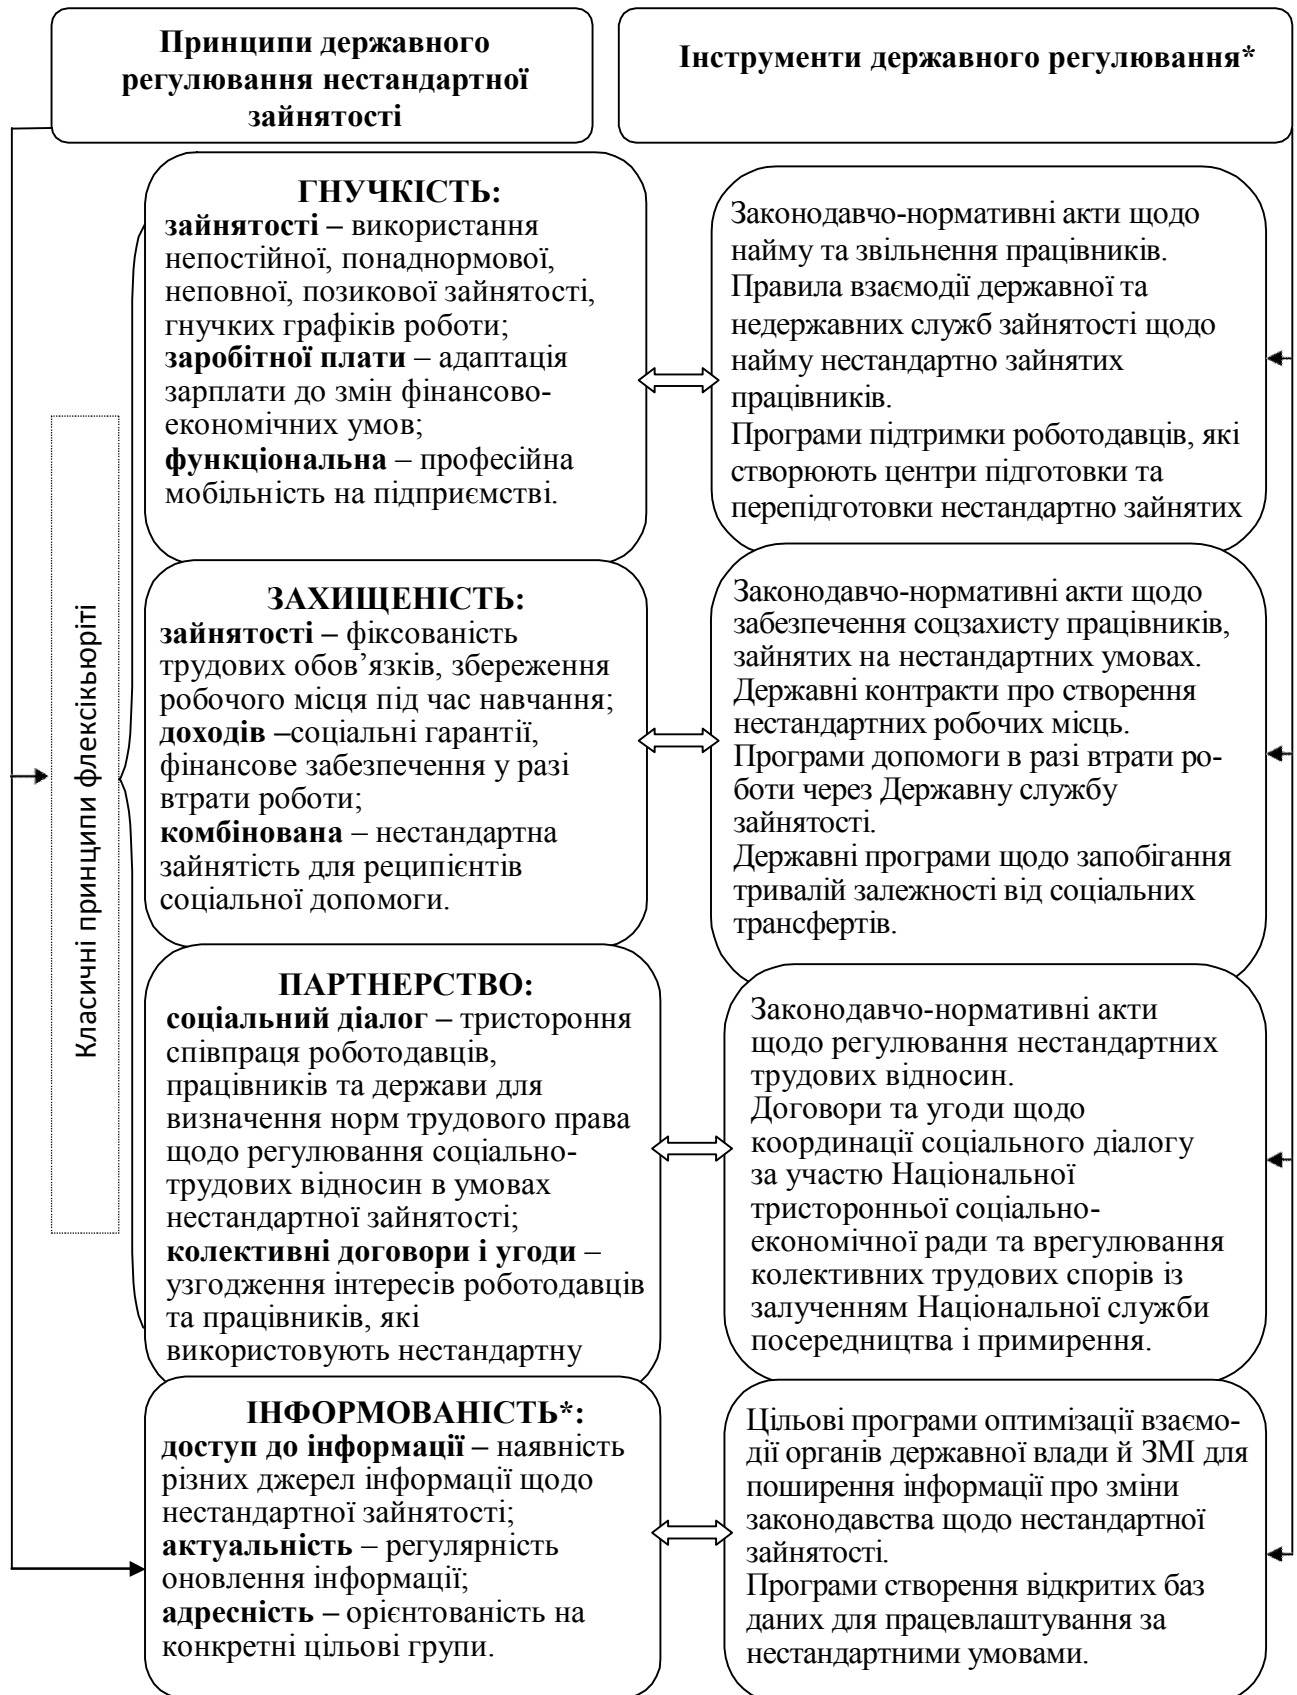 Принципи державного
регулювання нестандартної
зайнятості
Інструменти державного регулювання*
Класичні принципи флексікьюріті
ГНУЧКІСТЬ:
зайнятості – використання
непостійної, понаднормової,
неповної, позикової зайнятості,
гнучких графіків роботи;
заробітної плати – адаптація
зарплати до змін фінансово-
економічних умов;
функціональна – професійна
мобільність на підприємстві.
Законодавчо-нормативні акти щодо
найму та звільнення працівників.
Правила взаємодії державної та
недержавних служб зайнятості щодо
найму нестандартно зайнятих
працівників.
Програми підтримки роботодавців, які
створюють центри підготовки та
перепідготовки нестандартно зайнятих
ЗАХИЩЕНІСТЬ:
зайнятості – фіксованість
трудових обов’язків, збереження
робочого місця під час навчання;
доходів –соціальні гарантії,
фінансове забезпечення у разі
втрати роботи;
комбінована – нестандартна
зайнятість для реципієнтів
соціальної допомоги.
Законодавчо-нормативні акти щодо
забезпечення соцзахисту працівників,
зайнятих на нестандартних умовах.
Державні контракти про створення
нестандартних робочих місць.
Програми допомоги в разі втрати ро-
боти через Державну службу
зайнятості.
Державні програми щодо запобігання
тривалій залежності від соціальних
трансфертів.
ПАРТНЕРСТВО:
соціальний діалог – тристороння
співпраця роботодавців,
працівників та держави для
визначення норм трудового права
щодо регулювання соціально-
трудових відносин в умовах
нестандартної зайнятості;
колективні договори і угоди –
узгодження інтересів роботодавців
та працівників, які
використовують нестандартну
Законодавчо-нормативні акти
щодо регулювання нестандартних
трудових відносин.
Договори та угоди щодо
координації соціального діалогу
за участю Національної
тристоронньої соціально-
економічної ради та врегулювання
колективних трудових спорів із
залученням Національної служби
посередництва і примирення.
ІНФОРМОВАНІСТЬ*:
доступ до інформації – наявність
різних джерел інформації щодо
нестандартної зайнятості;
актуальність – регулярність
оновлення інформації;
адресність – орієнтованість на
конкретні цільові групи.
Цільові програми оптимізації взаємо-
дії органів державної влади й ЗМІ для
поширення інформації про зміни
законодавства щодо нестандартної
зайнятості.
Програми створення відкритих баз
даних для працевлаштування за
нестандартними умовами.